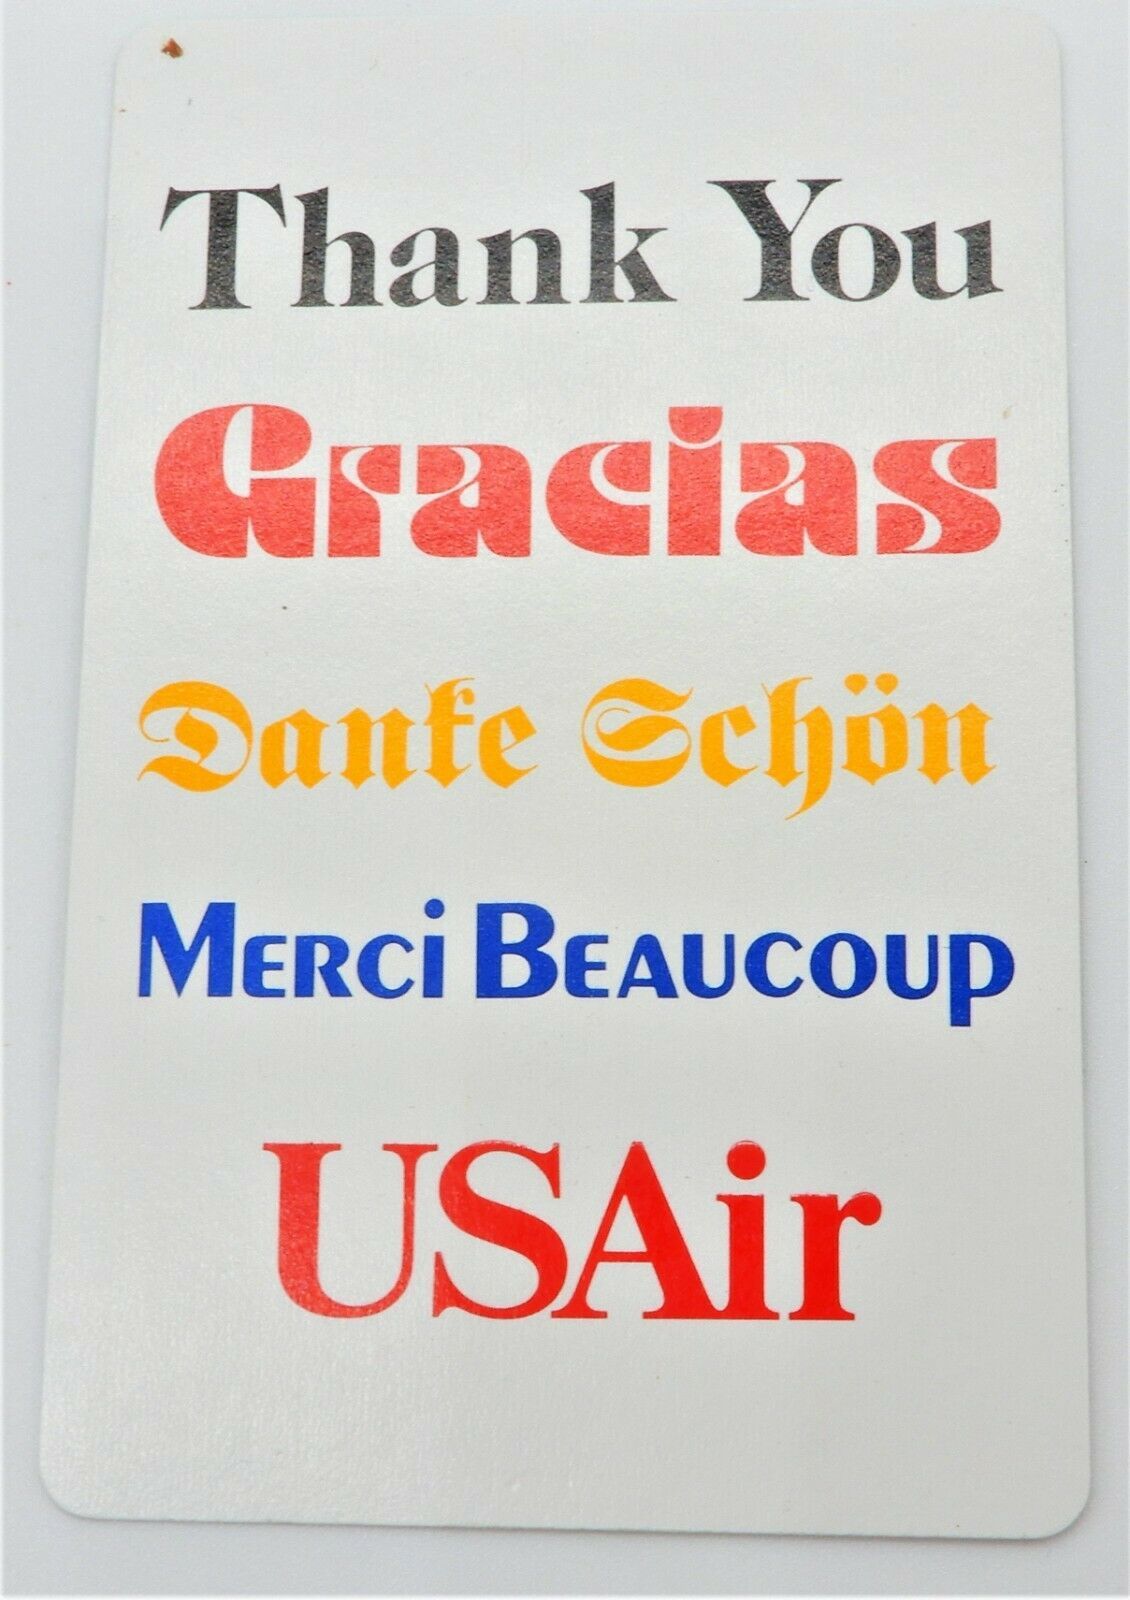 Thank You
Gracias
Danke Schön
Merci Beaucoup
USAir